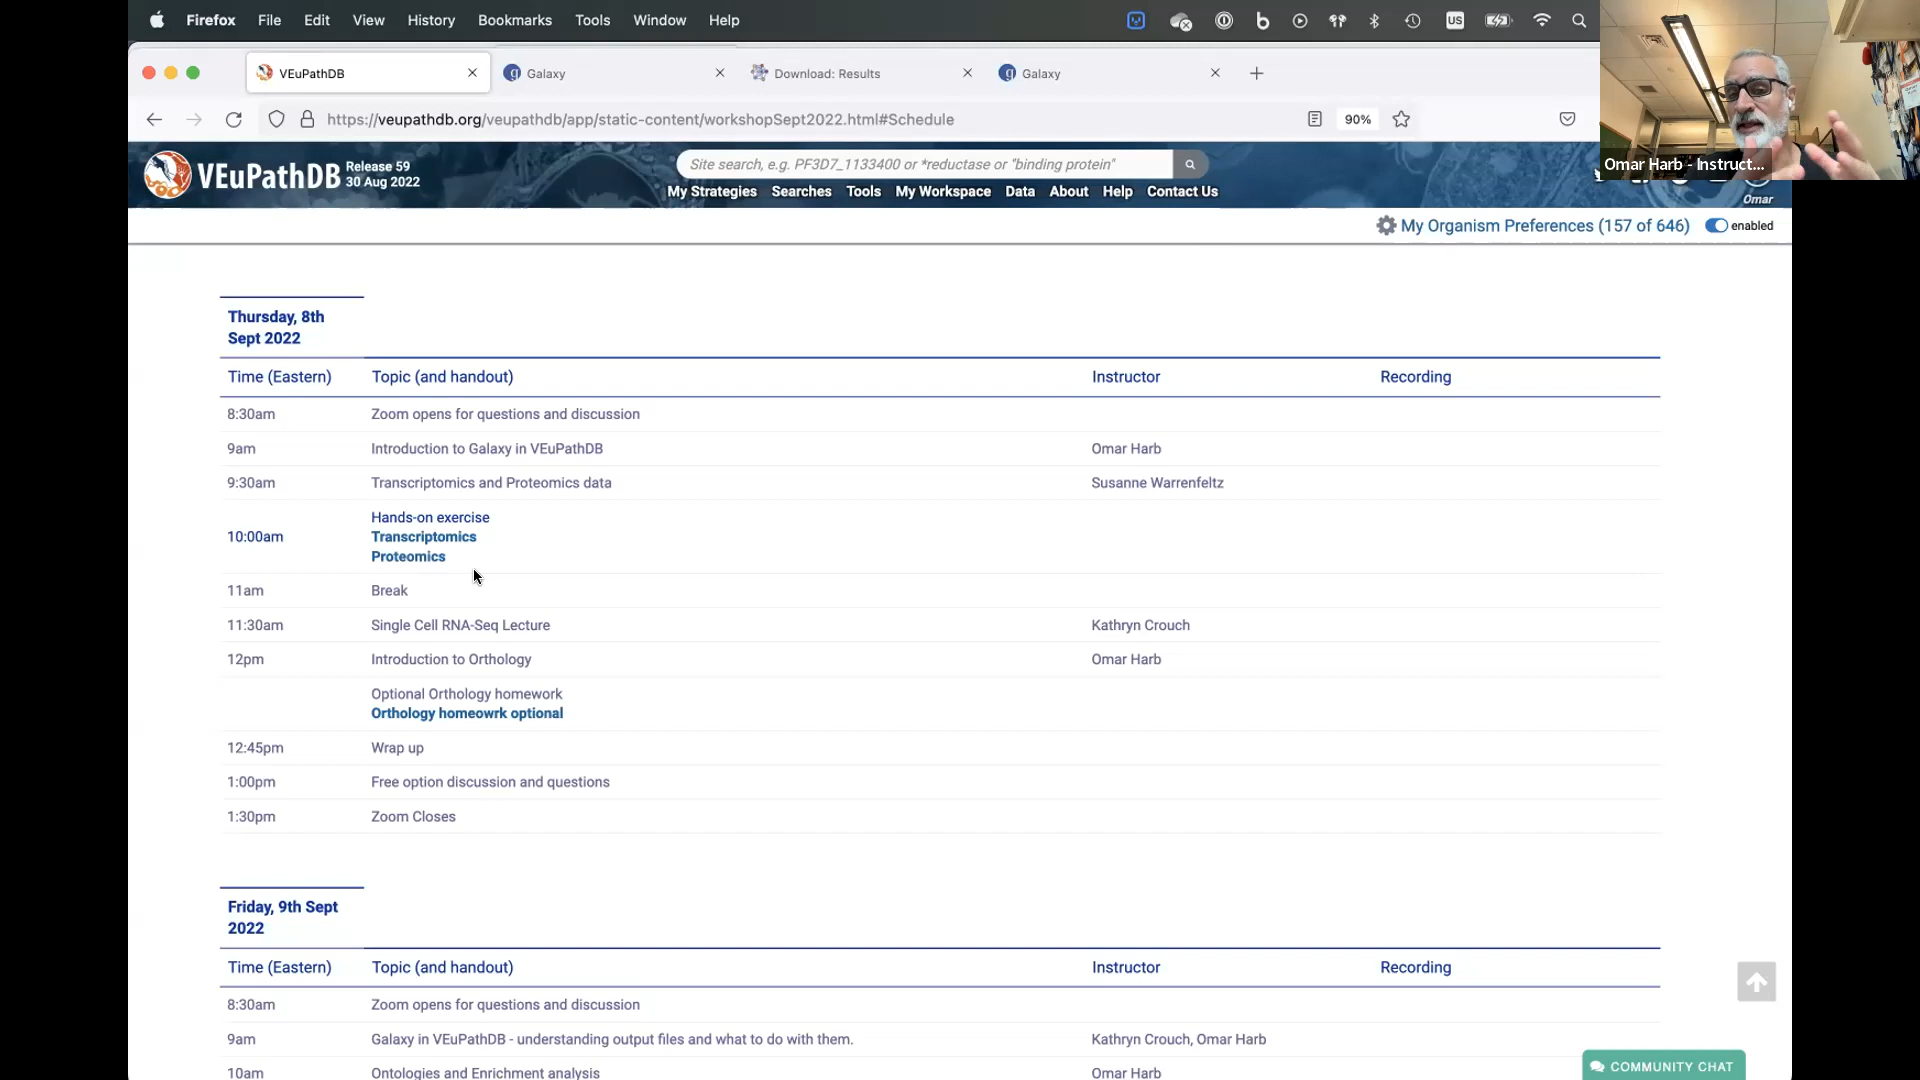 Firefox File Edit View History Bookmarks Tools Window Help US
VEuPathDB Galaxy Download: Results Galaxy
https://veupathdb.org/veupathdb/app/static-content/workshopSept2022.html#Schedule 90%
Omar Harb - Instruct...
VEuPathDB Release 59
30 Aug 2022
Site search, e.g. PF3D7_1133400 or *reductase or "binding protein"
My Strategies Searches Tools My Workspace Data About Help Contact Us
Omar
My Organism Preferences (157 of 646) enabled
Thursday, 8th
Sept 2022
Time (Eastern) Topic (and handout) Instructor Recording
8:30am Zoom opens for questions and discussion
9am Introduction to Galaxy in VEuPathDB Omar Harb
9:30am Transcriptomics and Proteomics data Susanne Warrenfeltz
Hands-on exercise
10:00am Transcriptomics
Proteomics
11am Break
11:30am Single Cell RNA-Seq Lecture Kathryn Crouch
12pm Introduction to Orthology Omar Harb
Optional Orthology homework
Orthology homeowrk optional
12:45pm Wrap up
1:00pm Free option discussion and questions
1:30pm Zoom Closes
Friday, 9th Sept
2022
Time (Eastern) Topic (and handout) Instructor Recording
8:30am Zoom opens for questions and discussion
9am Galaxy in VEuPathDB - understanding output files and what to do with them. Kathryn Crouch, Omar Harb
10am Ontologies and Enrichment analysis Omar Harb
COMMUNITY CHAT